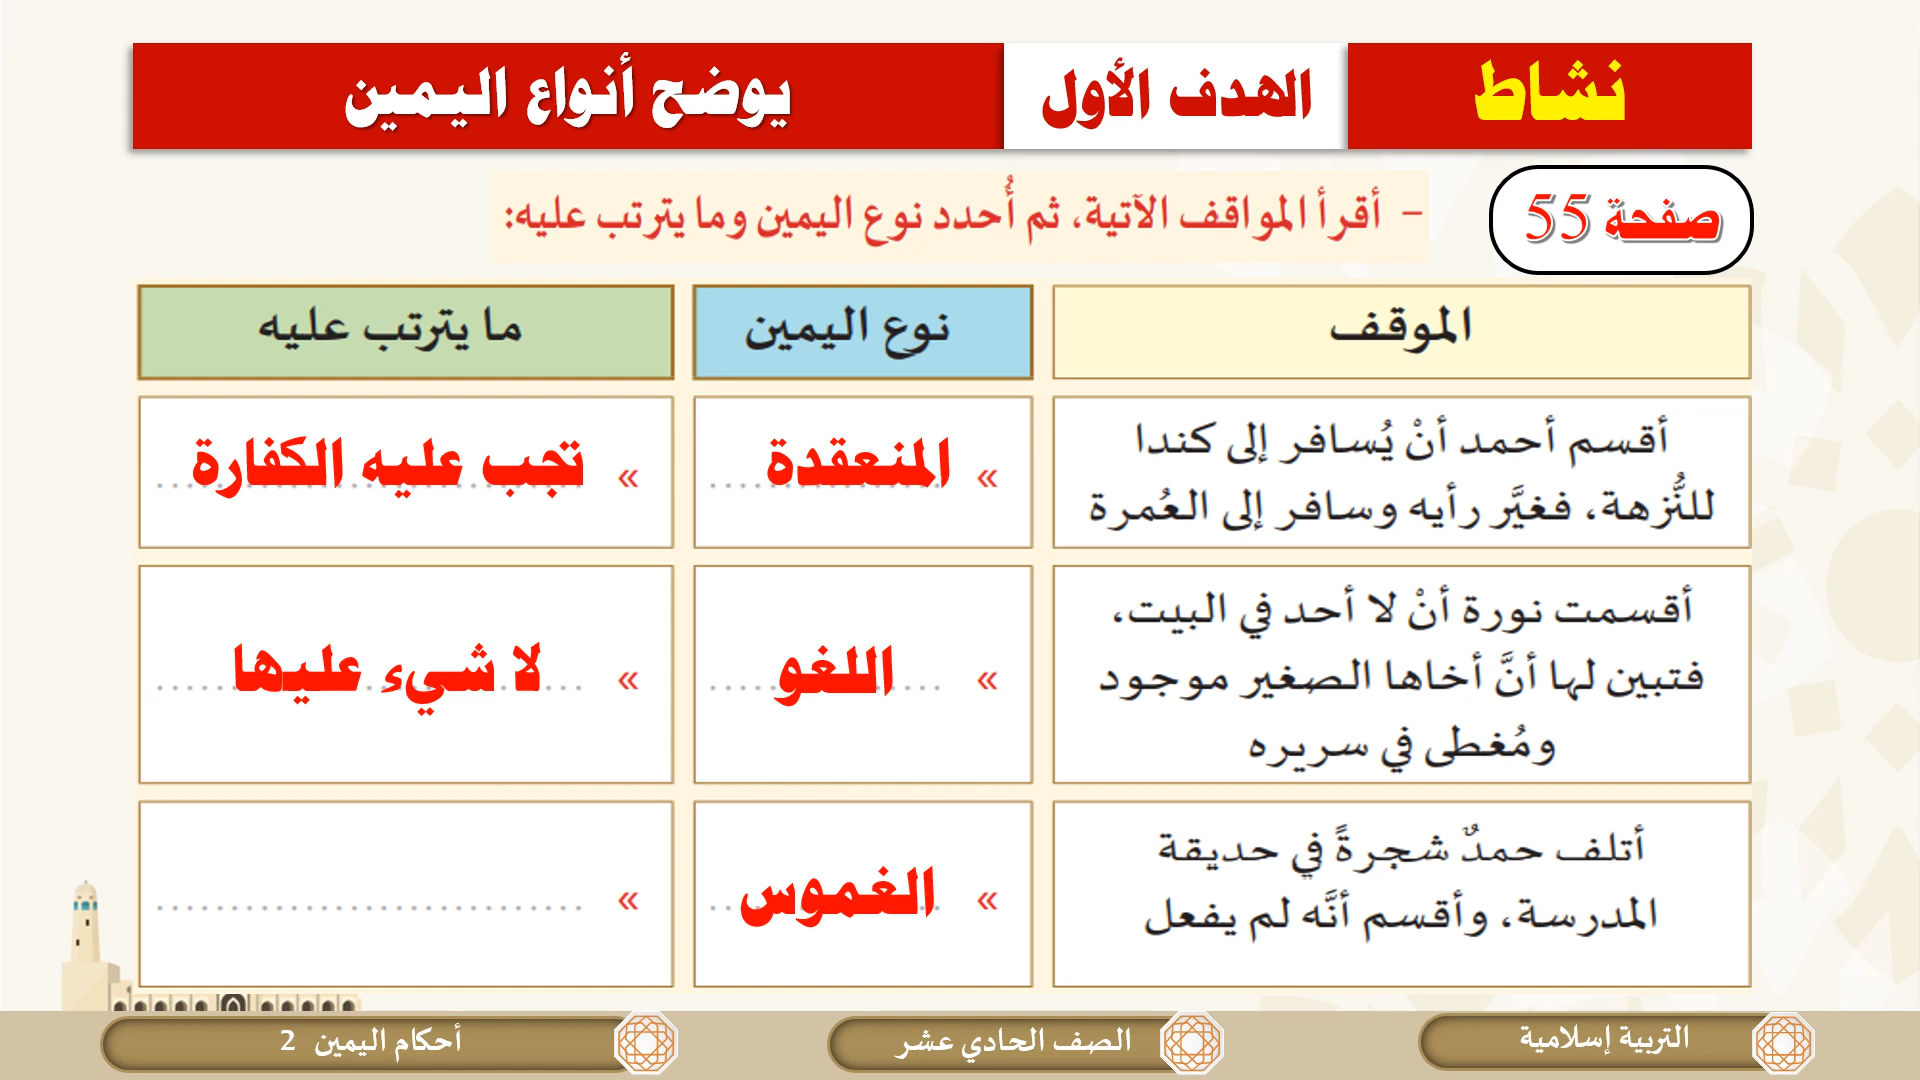 نشاط
الهدف الأول
يوضح أنواع اليمين
صفحة 55
– أقرأ المواقف الآتية، ثم أُحدد نوع اليمين وما يترتب عليه:
الموقف
نوع اليمين
ما يترتب عليه
أقسم أحمد أنْ يُسافر إلى كندا
للنُّزهة، فغيَّر رأيه وسافر إلى العُمرة
» المنعقدة
» تجب عليه الكفارة
أقسمت نورة أنْ لا أحد في البيت،
فتبين لها أنَّ أخاها الصغير موجود
ومُغطى في سريره
» اللغو
» لا شيء عليها
أتلف حمدٌ شجرةً في حديقة
المدرسة، وأقسم أنَّه لم يفعل
» الغموس
» ............................
التربية إسلامية
الصف الحادي عشر
أحكام اليمين 2